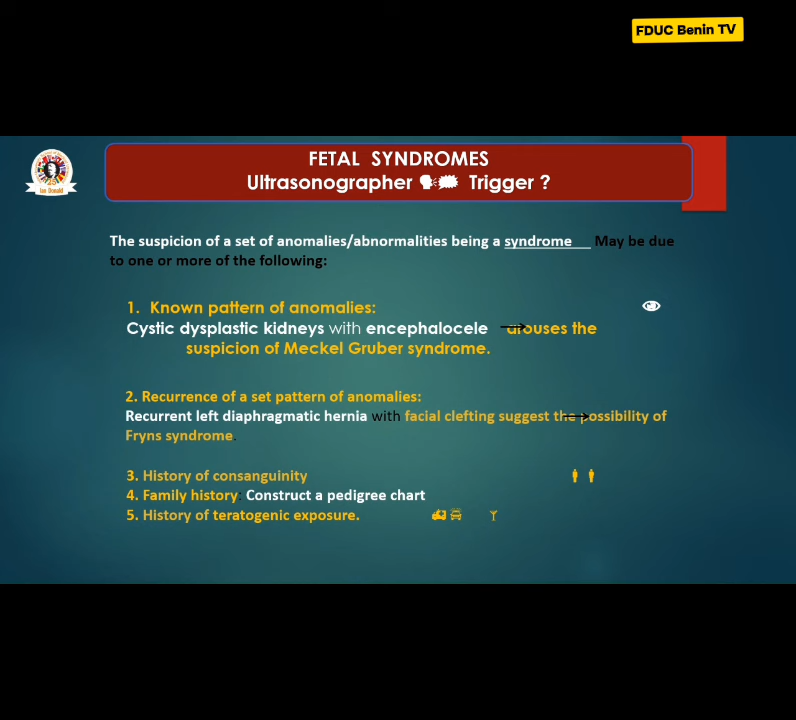 FDUC Benin TV
FETAL SYNDROMES
Ultrasonographer Trigger ?
25
Ian Donald
The suspicion of a set of anomalies/abnormalities being a syndrome May be due
to one or more of the following:
1. Known pattern of anomalies:
Cystic dysplastic kidneys with encephalocele → arouses the
suspicion of Meckel Gruber syndrome.
2. Recurrence of a set pattern of anomalies:
Recurrent left diaphragmatic hernia with facial clefting suggest the → possibility of
Fryns syndrome.
3. History of consanguinity
4. Family history: Construct a pedigree chart
5. History of teratogenic exposure.